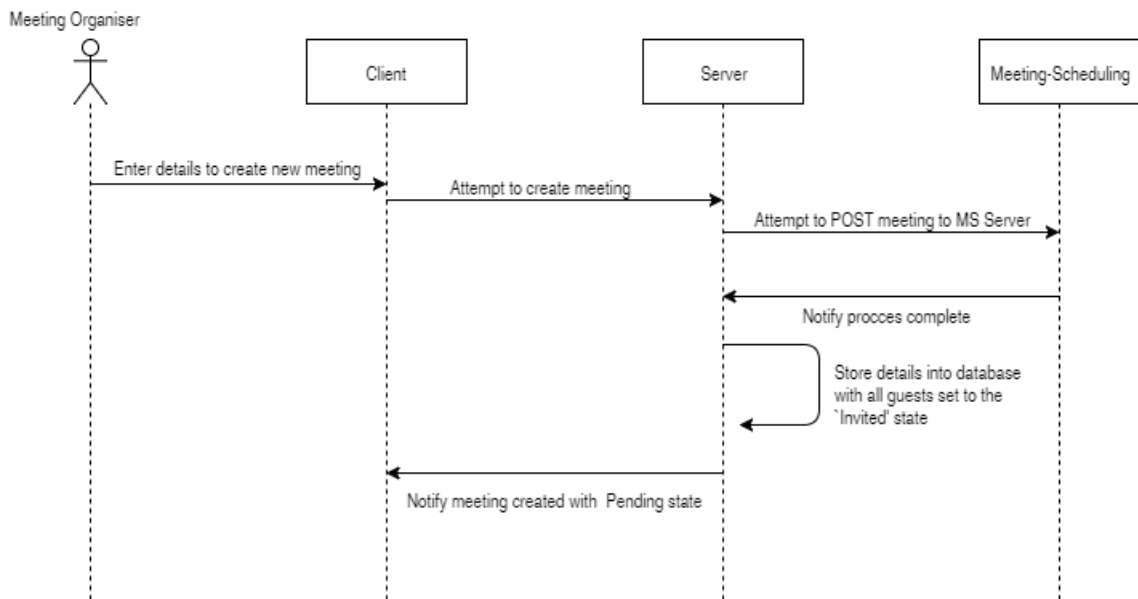 Meeting Organiser
Client
Server
Meeting-Scheduling
Enter details to create new meeting
Attempt to create meeting
Attempt to POST meeting to MS Server
Notify procces complete
Store details into database
with all guests set to the
`Invited' state
Notify meeting created with  Pending state